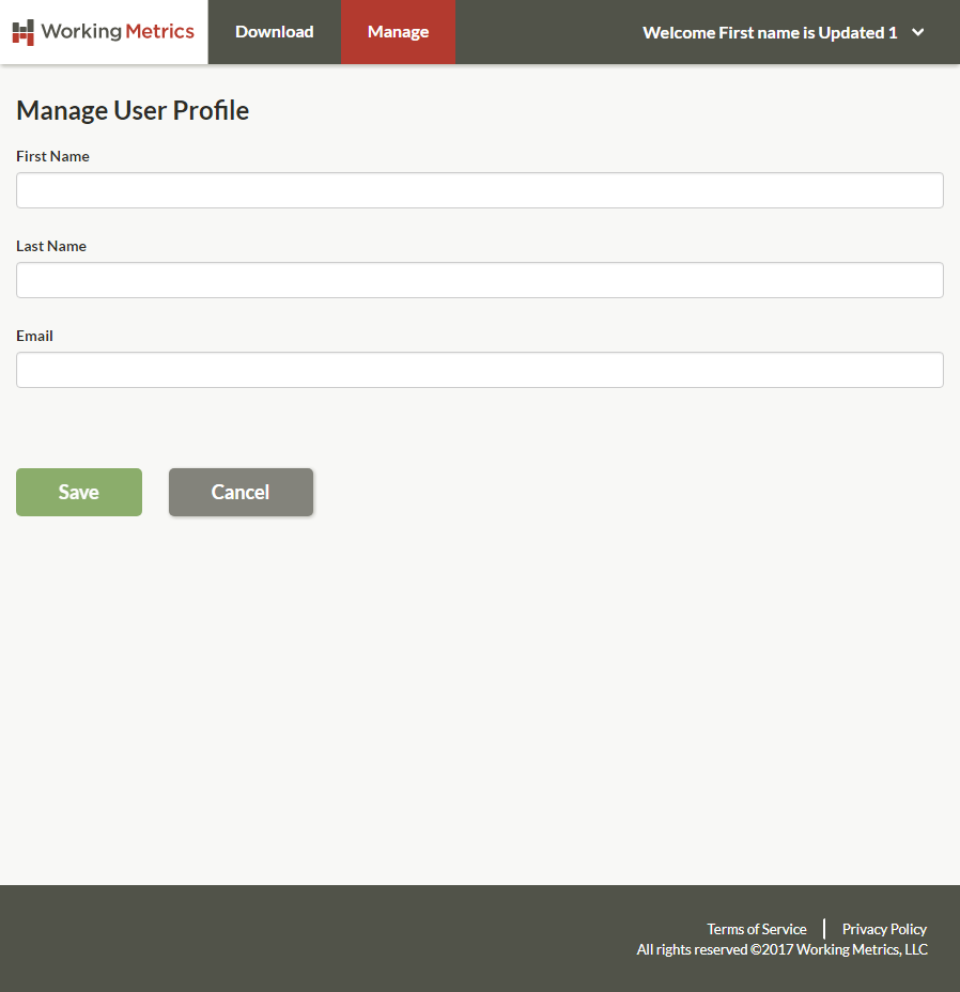 Working Metrics Download Manage Welcome First name is Updated 1
Manage User Profile
First Name
Last Name
Email
Save Cancel
Terms of Service Privacy Policy
All rights reserved ©2017 Working Metrics, LLC